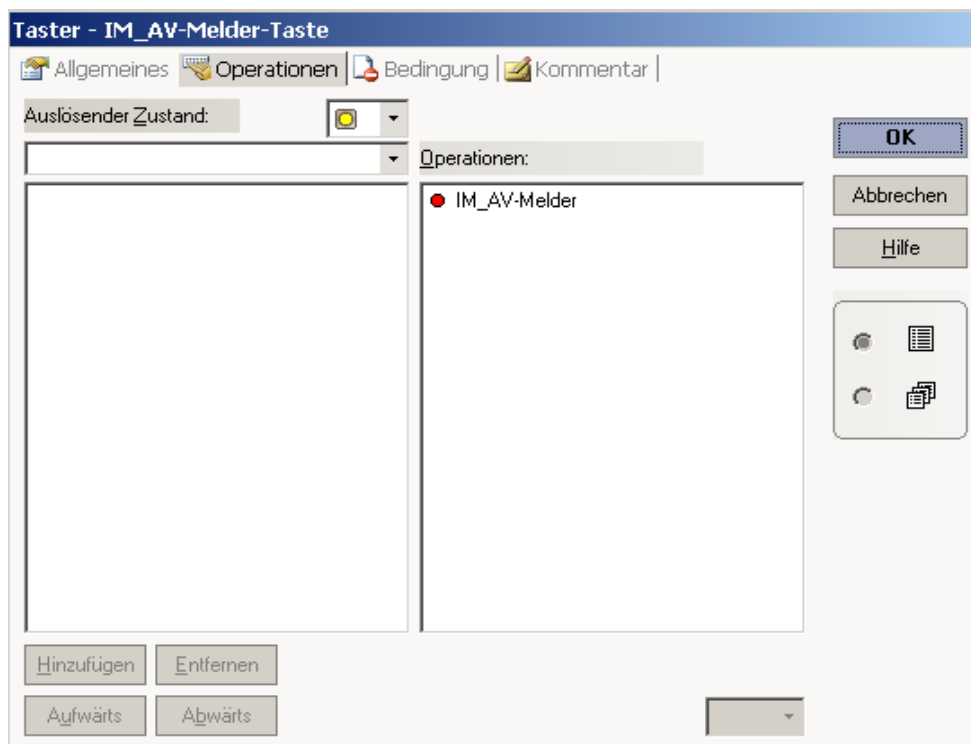 Taster - IM_AV-Melder-Taste
Allgemeines Operationen Bedingung Kommentar
Auslösender Zustand:
Operationen:
IM_AV-Melder
OK
Abbrechen
Hilfe
Hinzufügen Entfernen
Aufwärts Abwärts